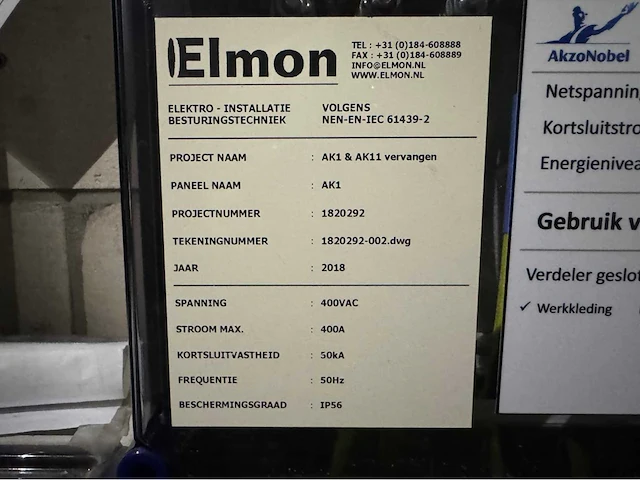 Elmon
TEL : +31 (0)184-608888
FAX : +31 (0)184-608889
INFO@ELMON.NL
WWW.ELMON.NL
ELEKTRO - INSTALLATIE VOLGENS
BESTURINGSTECHNIEK NEN-EN-IEC 61439-2
PROJECT NAAM : AK1 & AK11 vervangen
PANEEL NAAM : AK1
PROJECTNUMMER : 1820292
TEKENINGNUMMER : 1820292-002.dwg
JAAR : 2018
SPANNING : 400VAC
STROOM MAX. : 400A
KORTSLUITVASTHEID : 50kA
FREQUENTIE : 50Hz
BESCHERMINGSGRAAD : IP56
AkzoNobel
Netspanning
Kortsluitstro
Energienivea
Gebruik v
Verdeler geslot
✓ Werkkleding